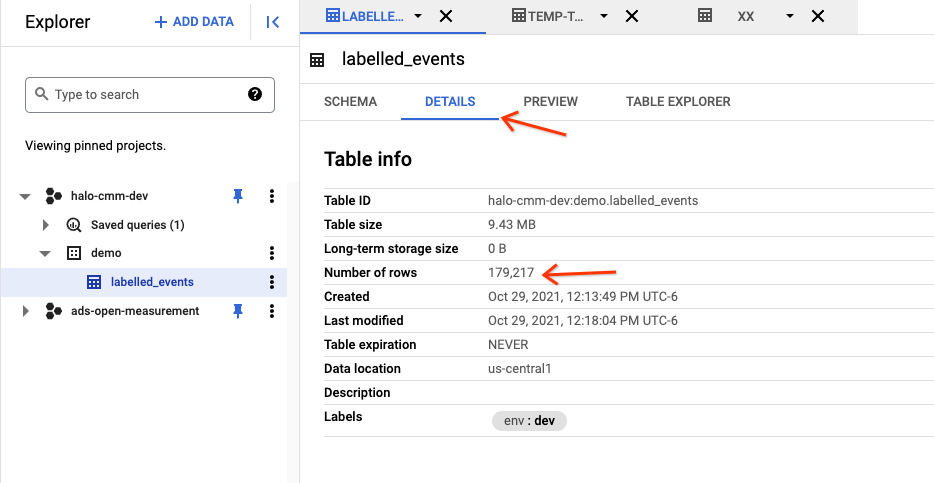 Explorer
+ ADD DATA
LABELLE...
TEMP-T...
XX
labelled_events
Type to search
SCHEMA
DETAILS
PREVIEW
TABLE EXPLORER
Viewing pinned projects.
halo-cmm-dev
Saved queries (1)
demo
labelled_events
ads-open-measurement
Table info
Table ID halo-cmm-dev:demo.labelled_events
Table size 9.43 MB
Long-term storage size 0 B
Number of rows 179,217
Created Oct 29, 2021, 12:13:49 PM UTC-6
Last modified Oct 29, 2021, 12:18:04 PM UTC-6
Table expiration NEVER
Data location us-central1
Description
Labels env : dev